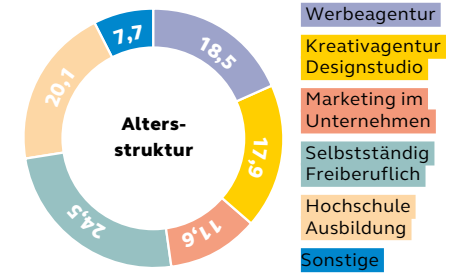 7,7
18,5
20,1
17,9
24,5
11,6
Alters-
struktur
Werbeagentur
Kreativagentur
Designstudio
Marketing im
Unternehmen
Selbstständig
Freiberuflich
Hochschule
Ausbildung
Sonstige